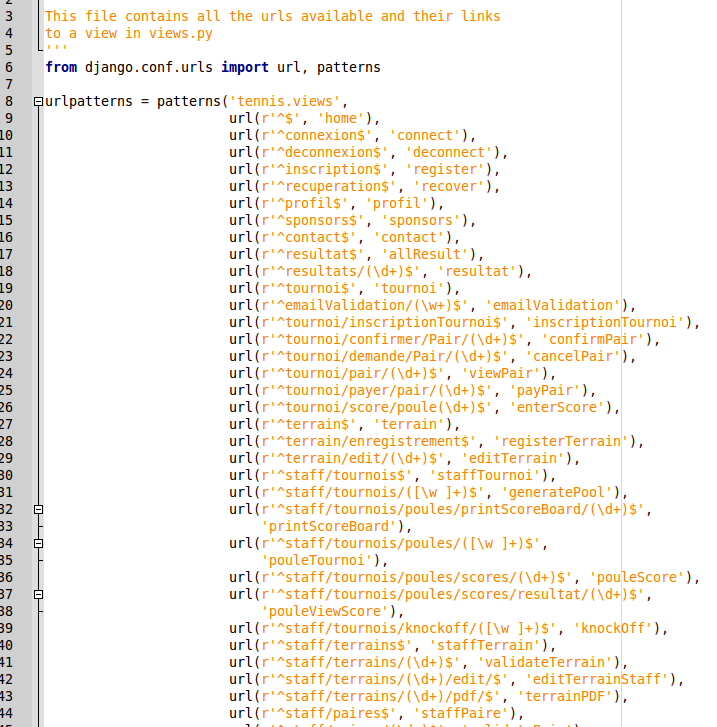 3 This file contains all the urls available and their links
4 to a view in views.py
5 '''
6 from django.conf.urls import url, patterns
7
8 urlpatterns = patterns('tennis.views',
9 url(r'^$', 'home'),
10 url(r'^connexion$', 'connect'),
11 url(r'^deconnexion$', 'deconnect'),
12 url(r'^inscription$', 'register'),
13 url(r'^recuperation$', 'recover'),
14 url(r'^profil$', 'profil'),
15 url(r'^sponsors$', 'sponsors'),
16 url(r'^contact$', 'contact'),
17 url(r'^resultat$', 'allResult'),
18 url(r'^resultats/(\d+)$', 'resultat'),
19 url(r'^tournoi$', 'tournoi'),
20 url(r'^emailValidation/(\w+)$', 'emailValidation'),
21 url(r'^tournoi/inscriptionTournoi$', 'inscriptionTournoi'),
22 url(r'^tournoi/confirmer/Pair/(\d+)$', 'confirmPair'),
23 url(r'^tournoi/demande/Pair/(\d+)$', 'cancelPair'),
24 url(r'^tournoi/pair/(\d+)$', 'viewPair'),
25 url(r'^tournoi/payer/pair/(\d+)$', 'payPair'),
26 url(r'^tournoi/score/poule(\d+)$', 'enterScore'),
27 url(r'^terrain$', 'terrain'),
28 url(r'^terrain/enregistrement$', 'registerTerrain'),
29 url(r'^terrain/edit/(\d+)$', 'editTerrain'),
30 url(r'^staff/tournois$', 'staffTournoi'),
31 url(r'^staff/tournois/([\w ]+)$', 'generatePool'),
32 url(r'^staff/tournois/poules/printScoreBoard/(\d+)$',
33 'printScoreBoard'),
34 url(r'^staff/tournois/poules/([\w ]+)$',
35 'pouleTournoi'),
36 url(r'^staff/tournois/poules/scores/(\d+)$', 'pouleScore'),
37 url(r'^staff/tournois/poules/scores/resultat/(\d+)$',
38 'pouleViewScore'),
39 url(r'^staff/tournois/knockoff/([\w ]+)$', 'knockOff'),
40 url(r'^staff/terrains$', 'staffTerrain'),
41 url(r'^staff/terrains/(\d+)$', 'validateTerrain'),
42 url(r'^staff/terrains/(\d+)/edit/$', 'editTerrainStaff'),
43 url(r'^staff/terrains/(\d+)/pdf/$', 'terrainPDF'),
44 url(r'^staff/paires$', 'staffPaire'),